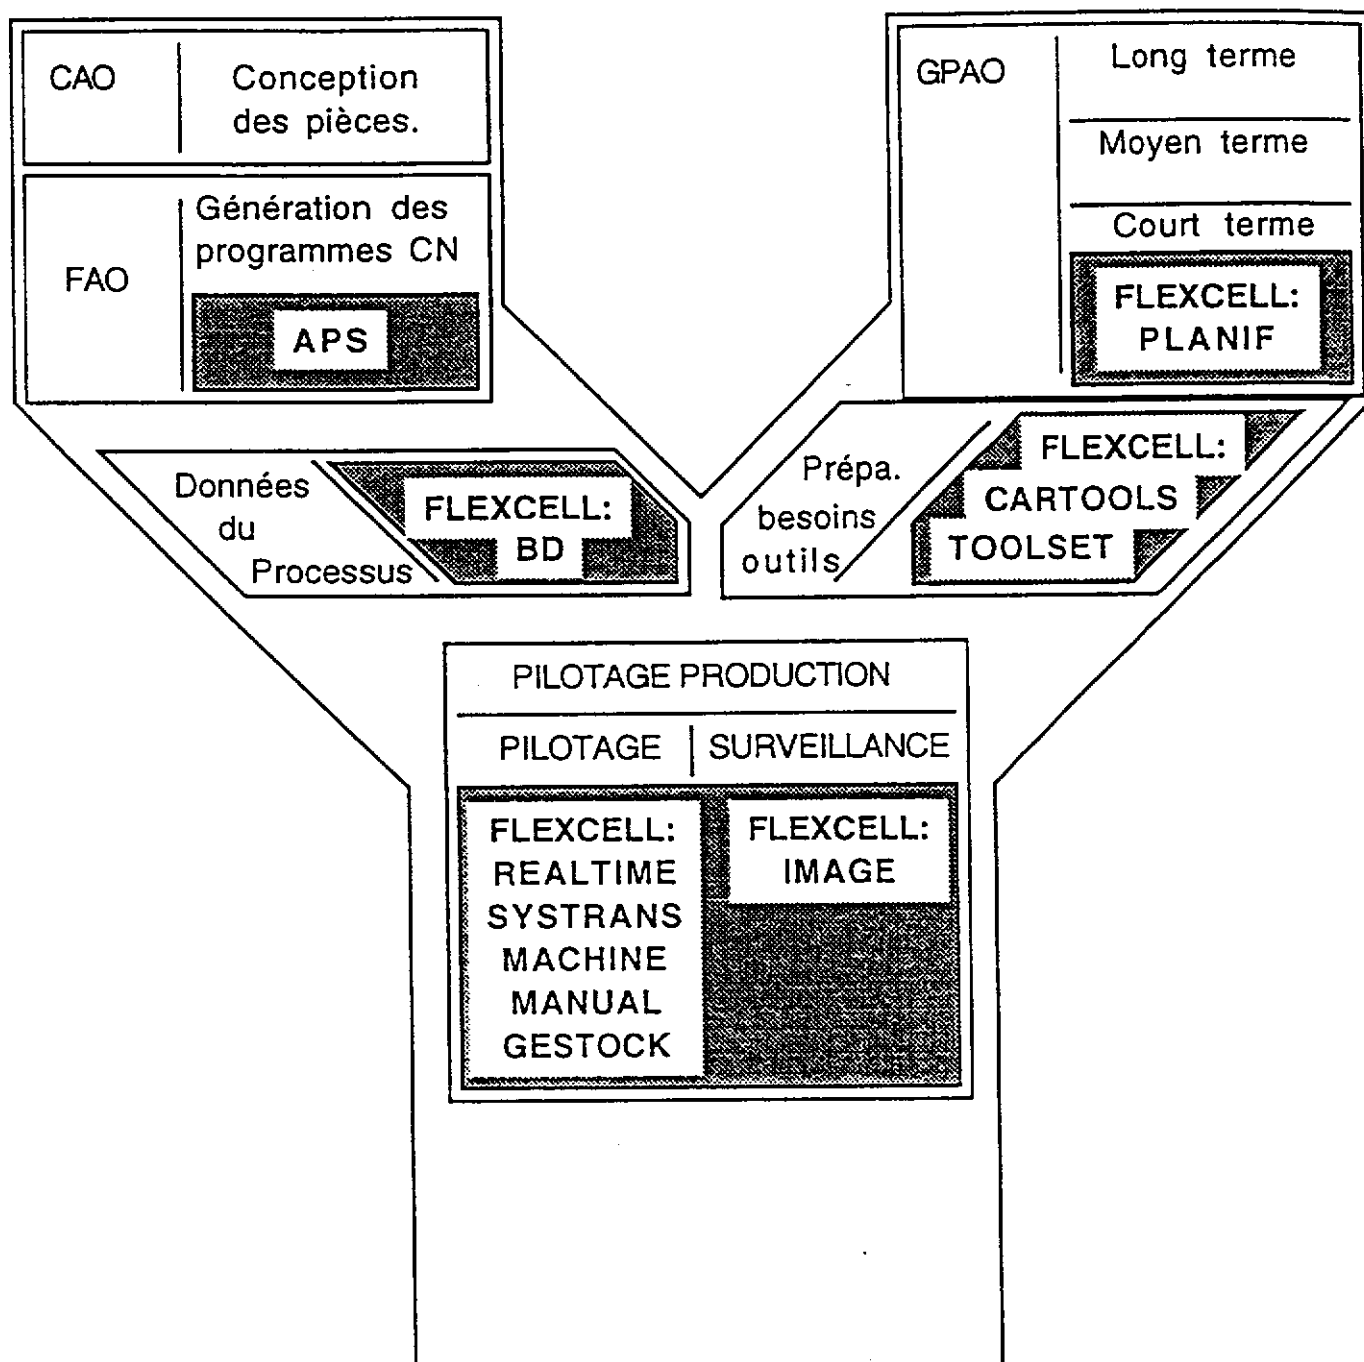 CAO
Conception
des pièces.
FAO
Génération des
programmes CN
APS
GPAO
Long terme
Moyen terme
Court terme
FLEXCELL:
PLANIF
Données
du
Processus
FLEXCELL:
BD
Prépa.
besoins
outils
FLEXCELL:
CARTOOLS
TOOLSET
PILOTAGE PRODUCTION
PILOTAGE
SURVEILLANCE
FLEXCELL:
REALTIME
SYSTRANS
MACHINE
MANUAL
GESTOCK
FLEXCELL:
IMAGE